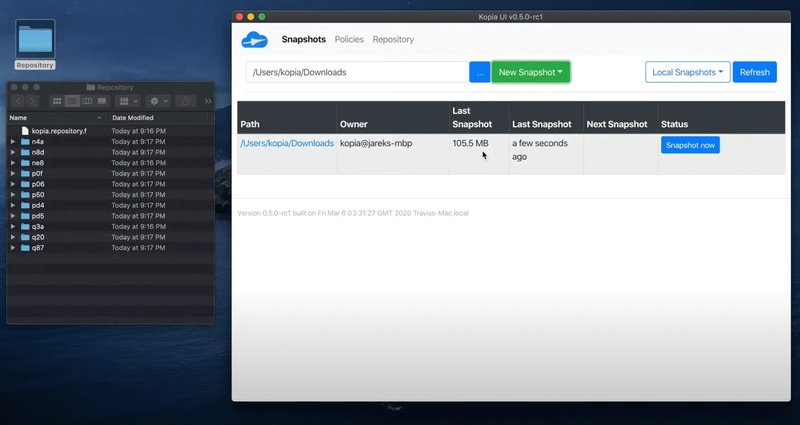 Kopia UI v0.5.0-rc1
Snapshots Policies Repository
/Users/kopia/Downloads ... New Snapshot Local Snapshots Refresh
Path Owner Last Snapshot Last Snapshot Next Snapshot Status
/Users/kopia/Downloads kopia@jareks-mbp 105.5 MB a few seconds ago Snapshot now
Version 0.5.0-rc1 built on Fri Mar 6 03:31:27 GMT 2020 Traviss-Mac.local
Repository
Repository
Name Date Modified
kopia.repository.f Today at 9:16 PM
n4a Today at 9:17 PM
n8d Today at 9:17 PM
ne8 Today at 9:16 PM
p0f Today at 9:17 PM
p06 Today at 9:17 PM
p50 Today at 9:17 PM
pd4 Today at 9:17 PM
pd5 Today at 9:17 PM
q3a Today at 9:16 PM
q20 Today at 9:17 PM
q87 Today at 9:17 PM